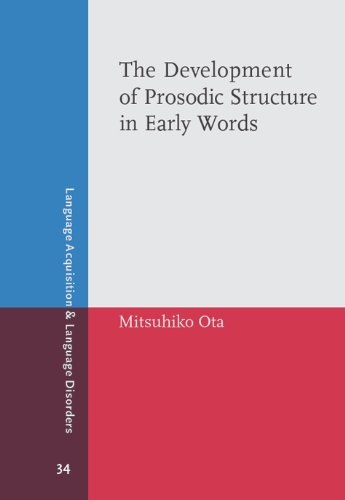 The Development
of Prosodic Structure
in Early Words
Mitsuhiko Ota
Language Acquisition & Language Disorders
34